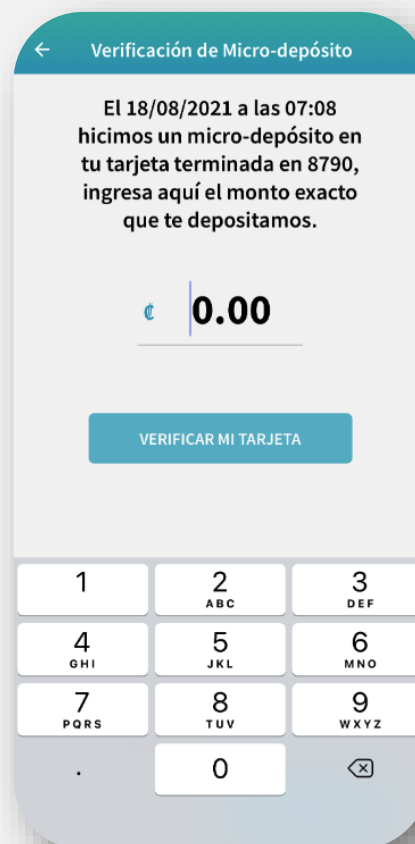 Verificación de Micro-depósito
El 18/08/2021 a las 07:08
hicimos un micro-depósito en
tu tarjeta terminada en 8790,
ingresa aquí el monto exacto
que te depositamos.
₡ 0.00
VERIFICAR MI TARJETA
1 2 3
ABC DEF
4 5 6
GHI JKL MNO
7 8 9
PQRS TUV WXYZ
. 0